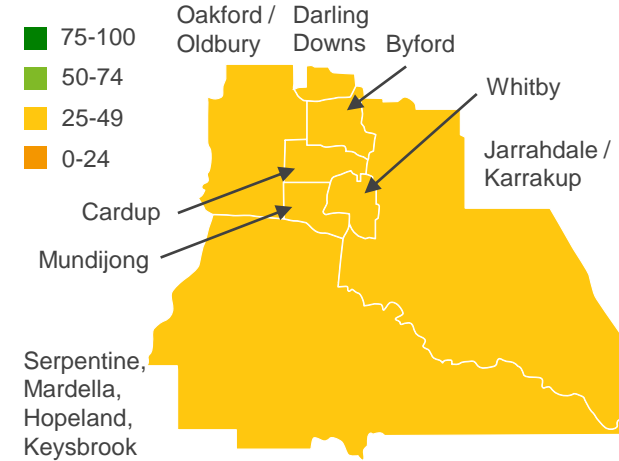 75-100
50-74
25-49
0-24
Oakford /
Oldbury
Darling
Downs
Byford
Whitby
Jarrahdale /
Karrakup
Cardup
Mundijong
Serpentine,
Mardella,
Hopeland,
Keysbrook